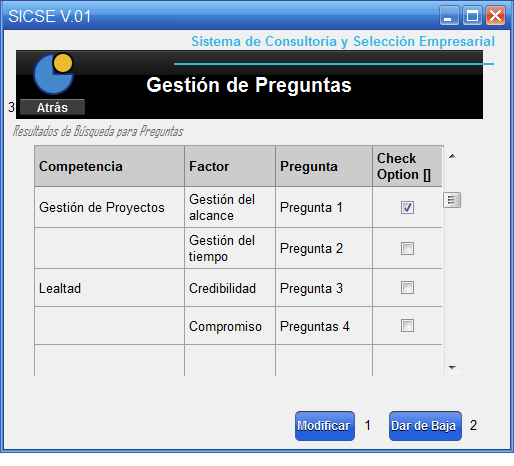 SICSE V.01
Sistema de Consultoría y Selección Empresarial
Gestión de Preguntas
3 Atrás
Resultados de Búsqueda para Preguntas
Competencia Factor Pregunta Check
Option []
Gestión de Proyectos Gestión del
alcance Pregunta 1
Gestión del
tiempo Pregunta 2
Lealtad Credibilidad Pregunta 3
Compromiso Preguntas 4
Modificar 1 Dar de Baja 2